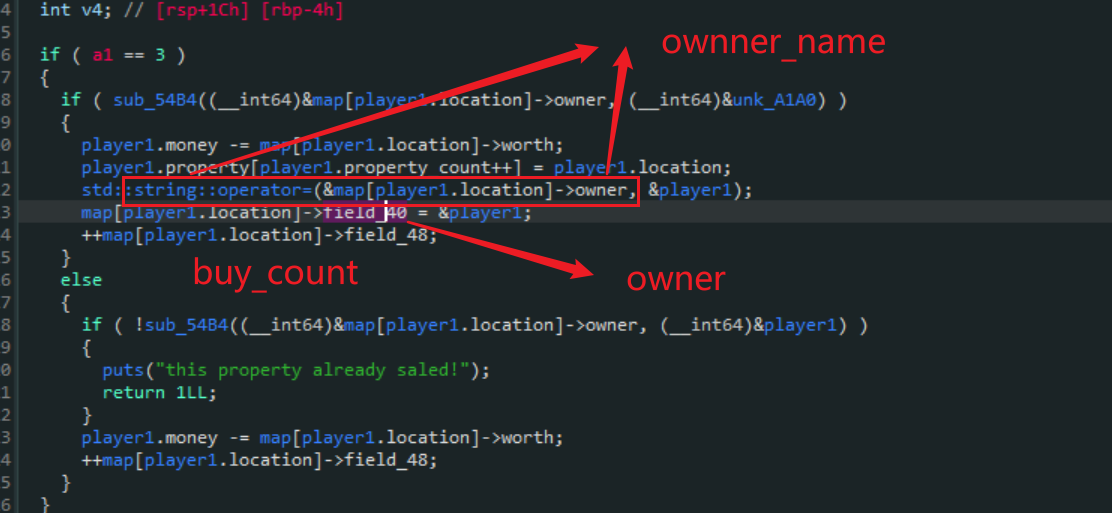 4 int v4; // [rsp+1Ch] [rbp-4h]
5
6 if ( a1 == 3 )
ownner_name
7 {
8 if ( sub_54B4((__int64)&map[player1.location]->owner, (__int64)&unk_A1A0) )
9 {
0 player1.money -= map[player1.location]->worth;
1 player1.property[player1.property_count++] = player1.location;
2 std::string::operator=(&map[player1.location]->owner, &player1);
3 map[player1.location]->field_40 = &player1;
4 ++map[player1.location]->field_48;
5 }
buy_count
owner
6 else
7 {
8 if ( !sub_54B4((__int64)&map[player1.location]->owner, (__int64)&player1) )
9 {
0 puts("this property already saled!");
1 return 1LL;
2 }
3 player1.money -= map[player1.location]->worth;
4 ++map[player1.location]->field_48;
5 }
6 }